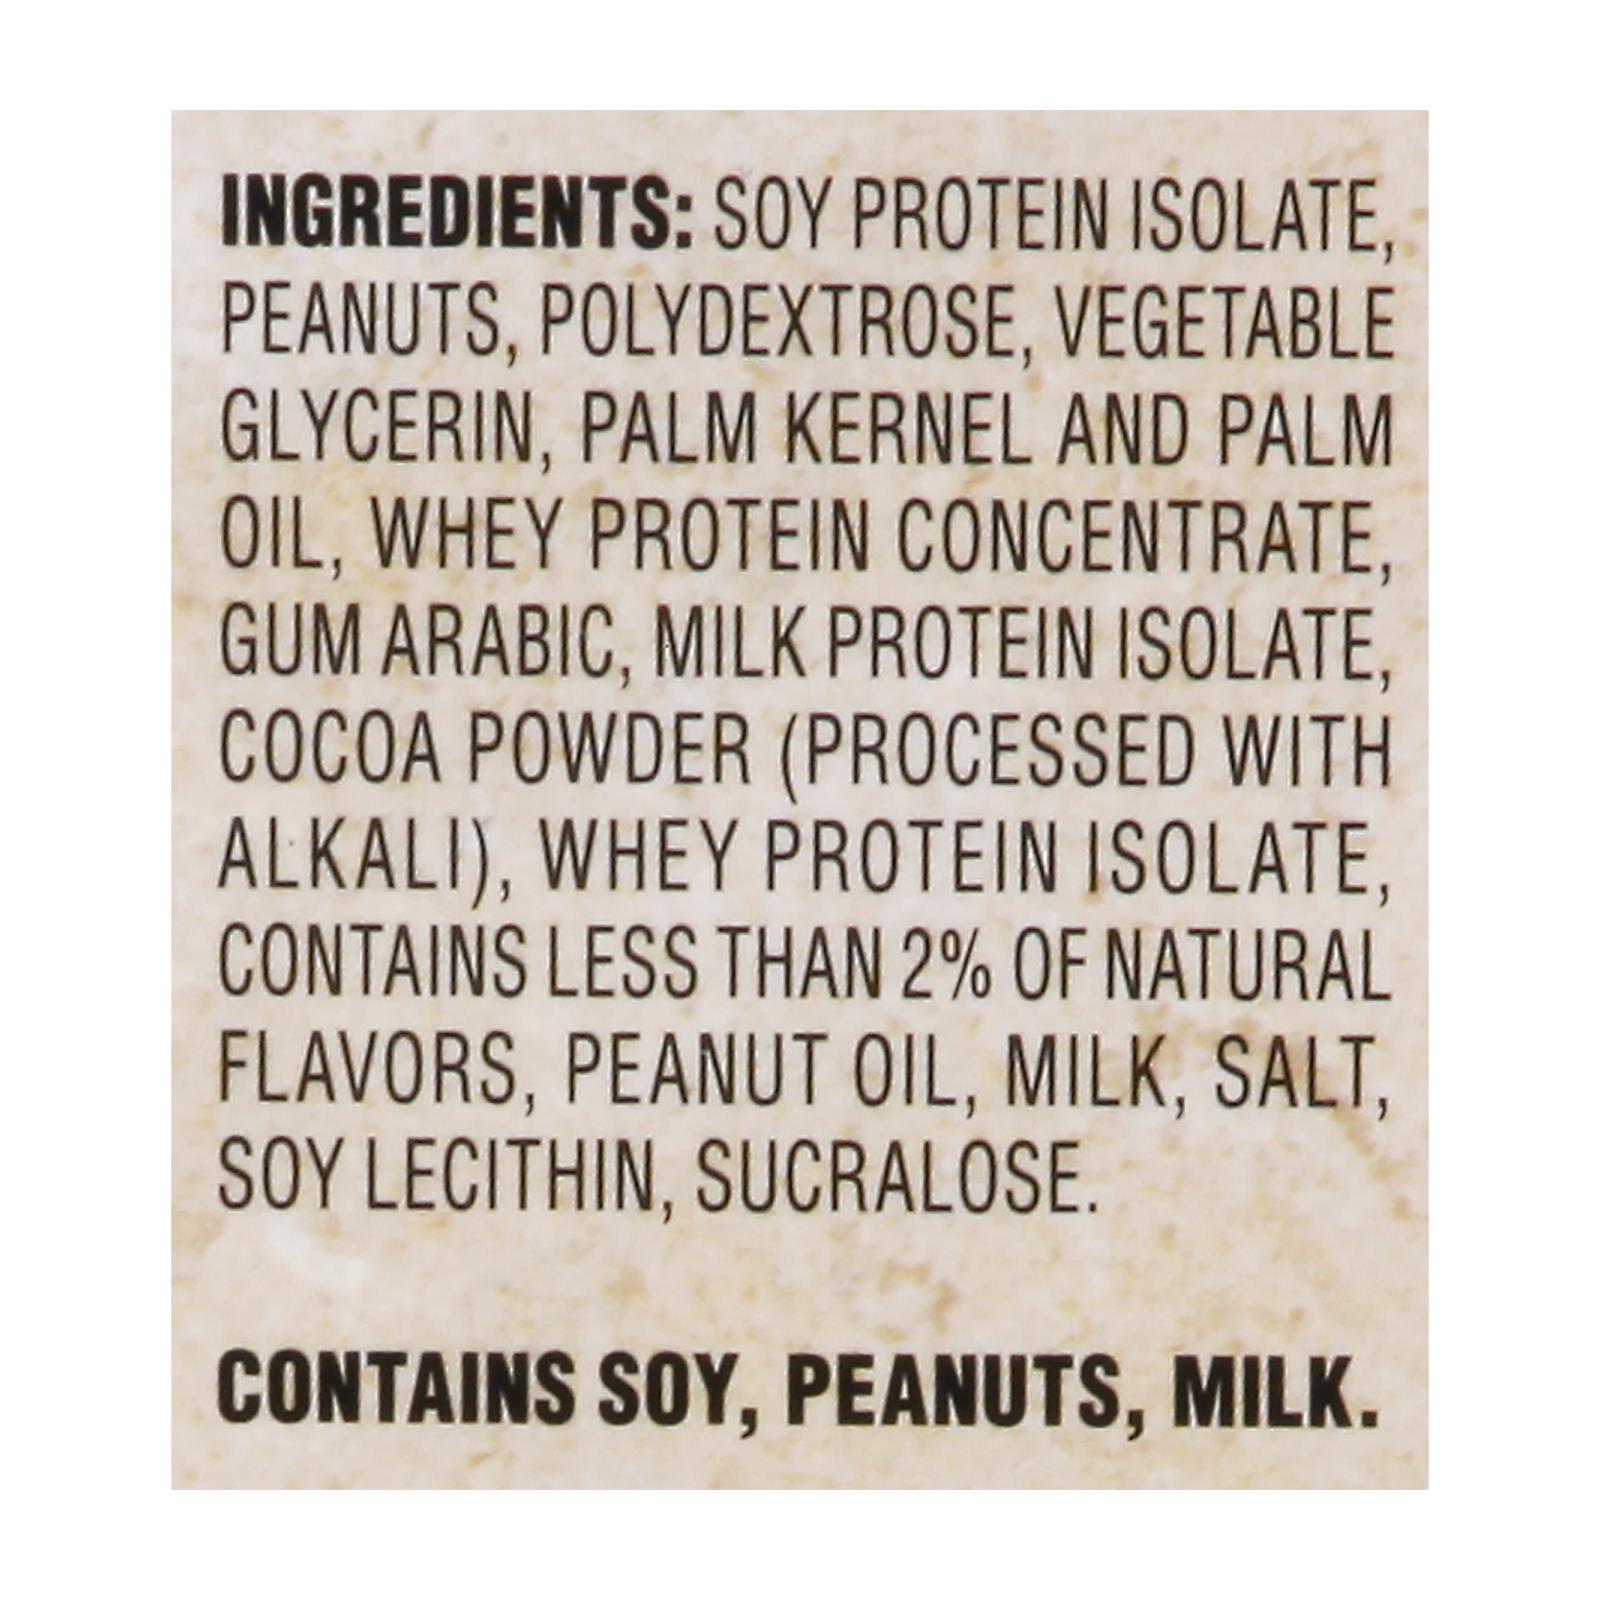 INGREDIENTS: SOY PROTEIN ISOLATE,
PEANUTS, POLYDEXTROSE, VEGETABLE
GLYCERIN, PALM KERNEL AND PALM
OIL, WHEY PROTEIN CONCENTRATE,
GUM ARABIC, MILK PROTEIN ISOLATE,
COCOA POWDER (PROCESSED WITH
ALKALI), WHEY PROTEIN ISOLATE,
CONTAINS LESS THAN 2% OF NATURAL
FLAVORS, PEANUT OIL, MILK, SALT,
SOY LECITHIN, SUCRALOSE.
CONTAINS SOY, PEANUTS, MILK.